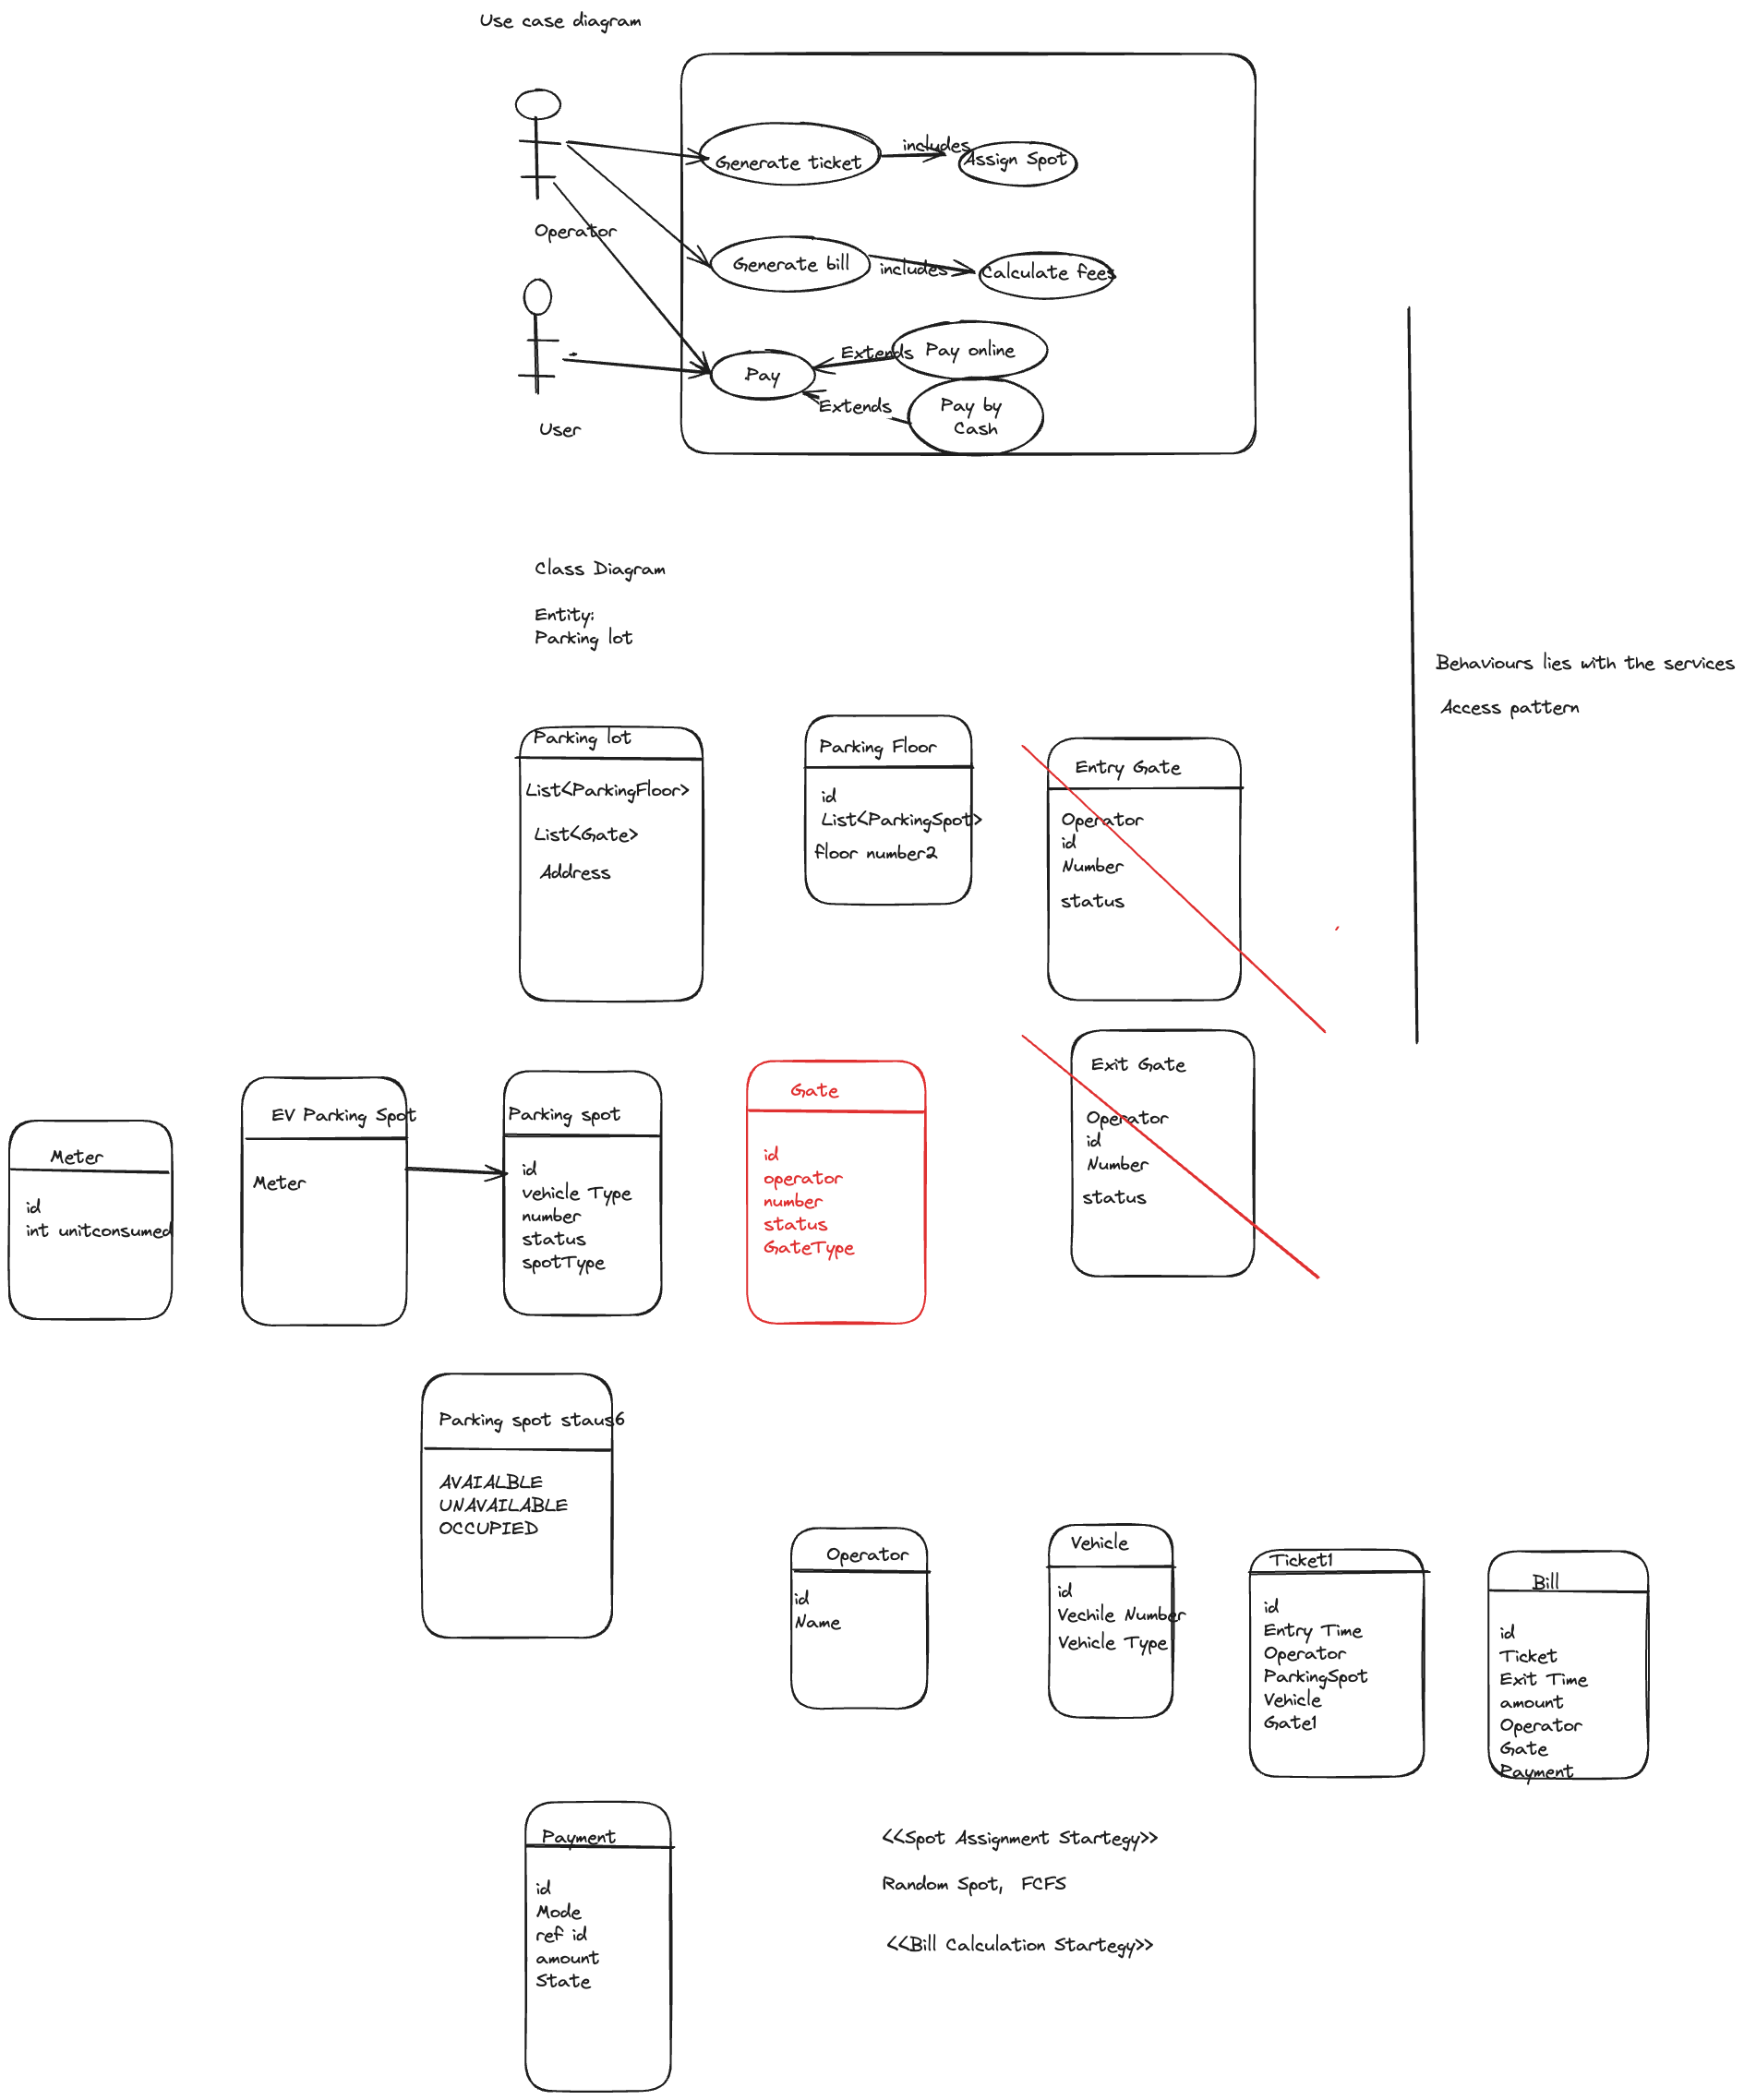 Use case diagram
includes
Generate ticket
Assign Spot
Operator
Generate bill
includes
Calculate fees
Extends
Pay online
Pay
Extends
Pay by
Cash
User
Class Diagram
Entity:
Parking lot
Behaviours lies with the services
Access pattern
Parking lot
List<ParkingFloor>
List<Gate>
Address
Parking Floor
id
List<ParkingSpot>
floor number2
Entry Gate
Operator
id
Number
status
Exit Gate
Operator
id
Number
status
Meter
id
int unitconsumed
EV Parking Spot
Meter
Parking spot
id
vehicle Type
number
status
spotType
Gate
id
operator
number
status
GateType
Parking spot staus6
AVAIALBLE
UNAVAILABLE
OCCUPIED
Operator
id
Name
Vehicle
id
Vechile Number
Vehicle Type
Ticket1
id
Entry Time
Operator
ParkingSpot
Vehicle
Gate1
Bill
id
Ticket
Exit Time
amount
Operator
Gate
Payment
Payment
id
Mode
ref id
amount
State
<<Spot Assignment Startegy>>
Random Spot, FCFS
<<Bill Calculation Startegy>>